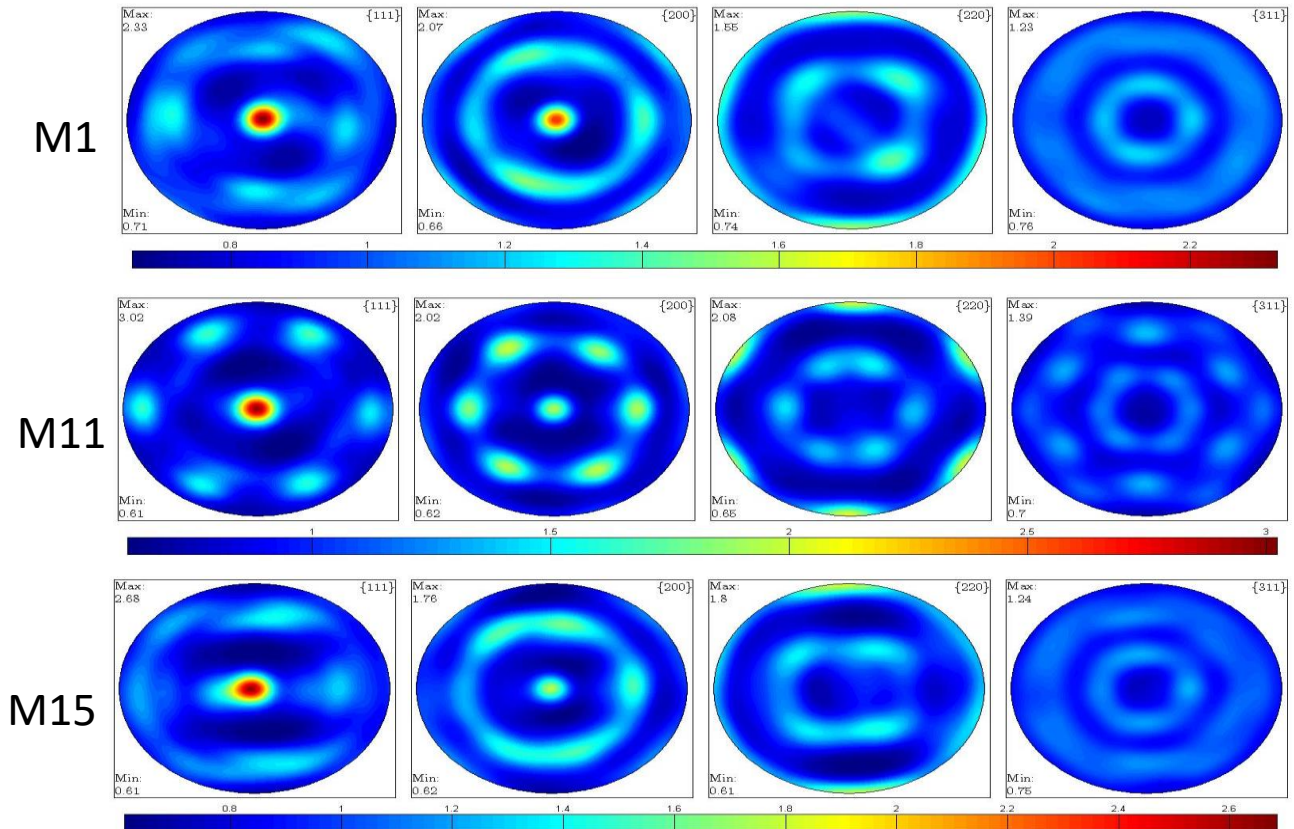 Max:
2.33
{111}
Min:
0.71
Max:
2.07
{200}
Min:
0.66
Max:
1.55
{220}
Min:
0.74
Max:
1.23
{311}
Min:
0.76
M1
0.8 1 1.2 1.4 1.6 1.8 2 2.2
Max:
3.02
{111}
Min:
0.61
Max:
2.02
{200}
Min:
0.62
Max:
2.08
{220}
Min:
0.65
Max:
1.39
{311}
Min:
0.7
M11
1 1.5 2 2.5 3
Max:
2.68
{111}
Min:
0.61
Max:
1.76
{200}
Min:
0.62
Max:
1.8
{220}
Min:
0.61
Max:
1.24
{311}
Min:
0.75
M15
0.8 1 1.2 1.4 1.6 1.8 2 2.2 2.4 2.6